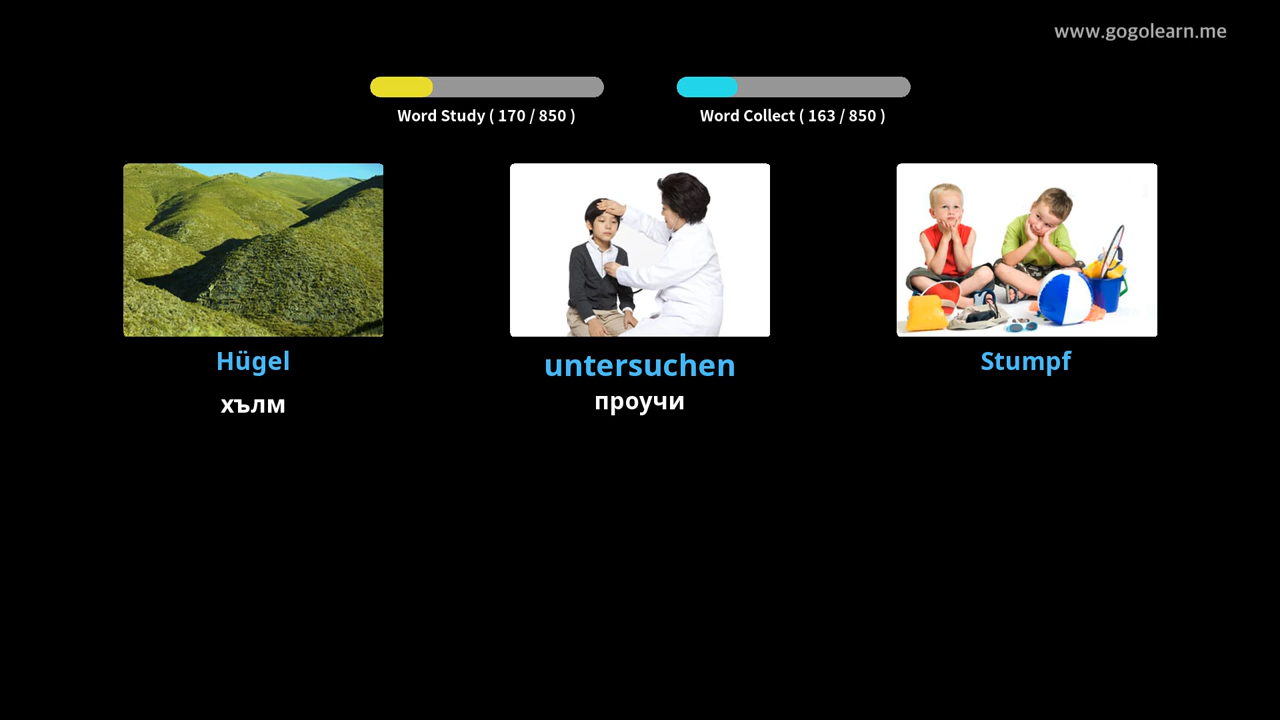 www.gogolearn.me
Word Study ( 170 / 850 )
Word Collect ( 163 / 850 )
Hügel
untersuchen
Stumpf
хълм
проучи